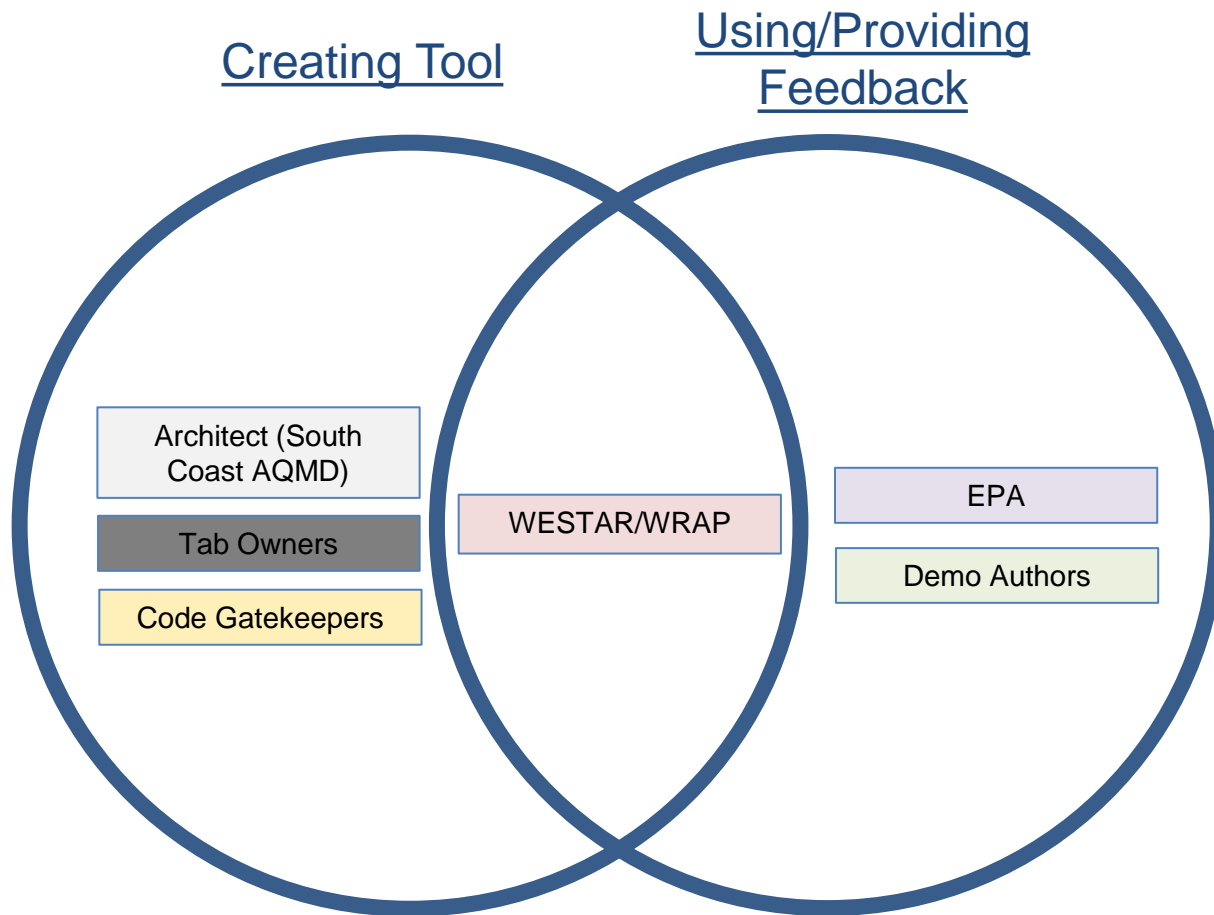 Creating Tool
Using/Providing
Feedback
Architect (South
Coast AQMD)
Tab Owners
Code Gatekeepers
WESTAR/WRAP
EPA
Demo Authors